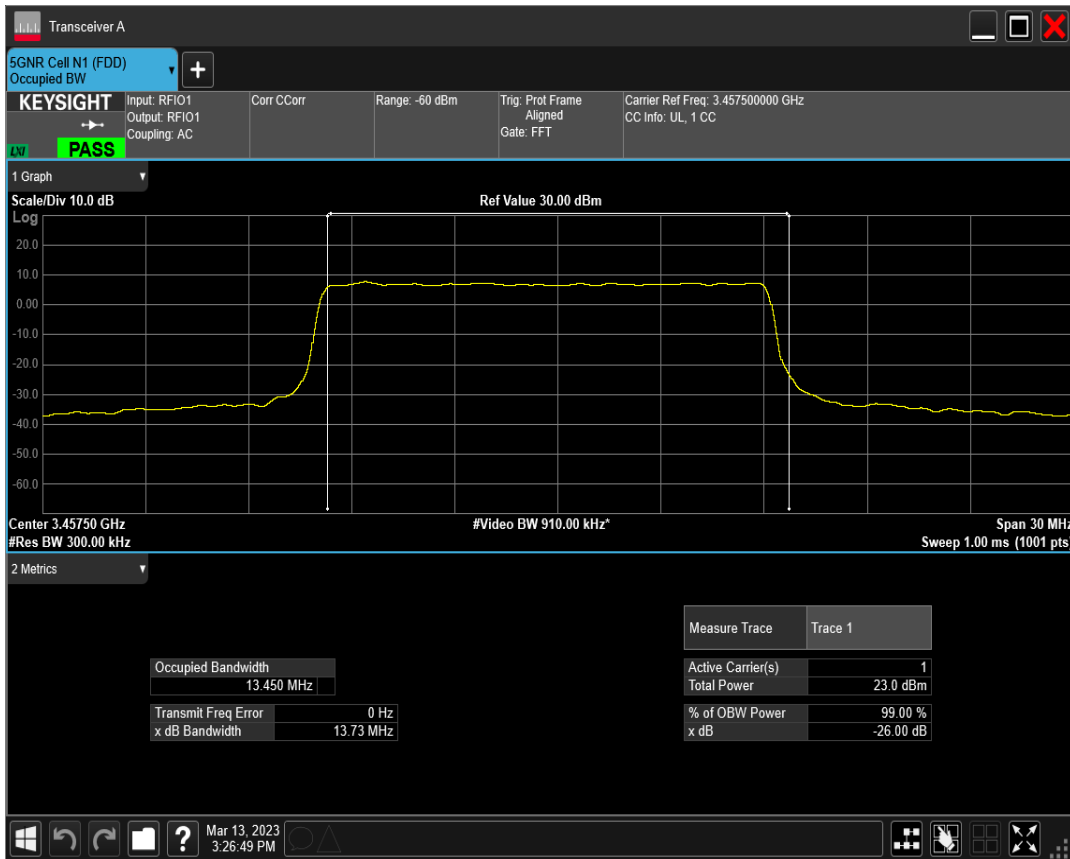 Transceiver A
5GNR Cell N1 (FDD)
Occupied BW
+
KEYSIGHT
Input: RFIO1
Output: RFIO1
Coupling: AC
Corr CCorr
Range: -60 dBm
Trig: Prot Frame
Aligned
Gate: FFT
Carrier Ref Freq: 3.457500000 GHz
CC Info: UL, 1 CC
LXI
PASS
1 Graph
Scale/Div 10.0 dB
Ref Value 30.00 dBm
Log
20.0
10.0
0.00
-10.0
-20.0
-30.0
-40.0
-50.0
-60.0
Center 3.45750 GHz
#Video BW 910.00 kHz*
Span 30 MHz
#Res BW 300.00 kHz
Sweep 1.00 ms (1001 pts)
2 Metrics
Measure Trace Trace 1
Occupied Bandwidth
13.450 MHz
Active Carrier(s) 1
Total Power 23.0 dBm
Transmit Freq Error 0 Hz
x dB Bandwidth 13.73 MHz
% of OBW Power 99.00 %
x dB -26.00 dB
?
Mar 13, 2023
3:26:49 PM